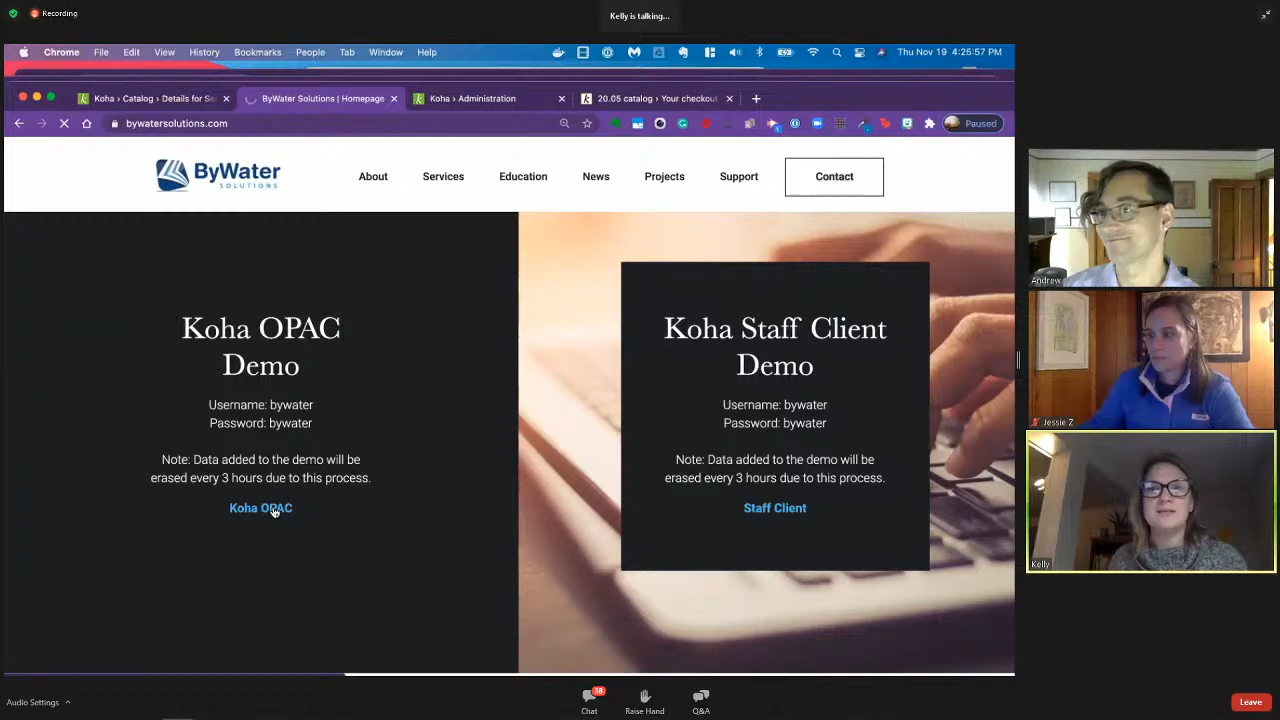 Recording
Kelly is talking...
Chrome File Edit View History Bookmarks People Tab Window Help
Thu Nov 19 4:25:57 PM
Koha › Catalog › Details for Se
ByWater Solutions | Homepage
Koha › Administration
20.05 catalog › Your checkout
bywatersolutions.com
Paused
ByWater
SOLUTIONS
About Services Education News Projects Support Contact
Koha OPAC
Demo
Username: bywater
Password: bywater
Note: Data added to the demo will be
erased every 3 hours due to this process.
Koha OPAC
Koha Staff Client
Demo
Username: bywater
Password: bywater
Note: Data added to the demo will be
erased every 3 hours due to this process.
Staff Client
Andrew
Jessie Z
Kelly
Audio Settings
38
Chat
Raise Hand
Q&A
Leave